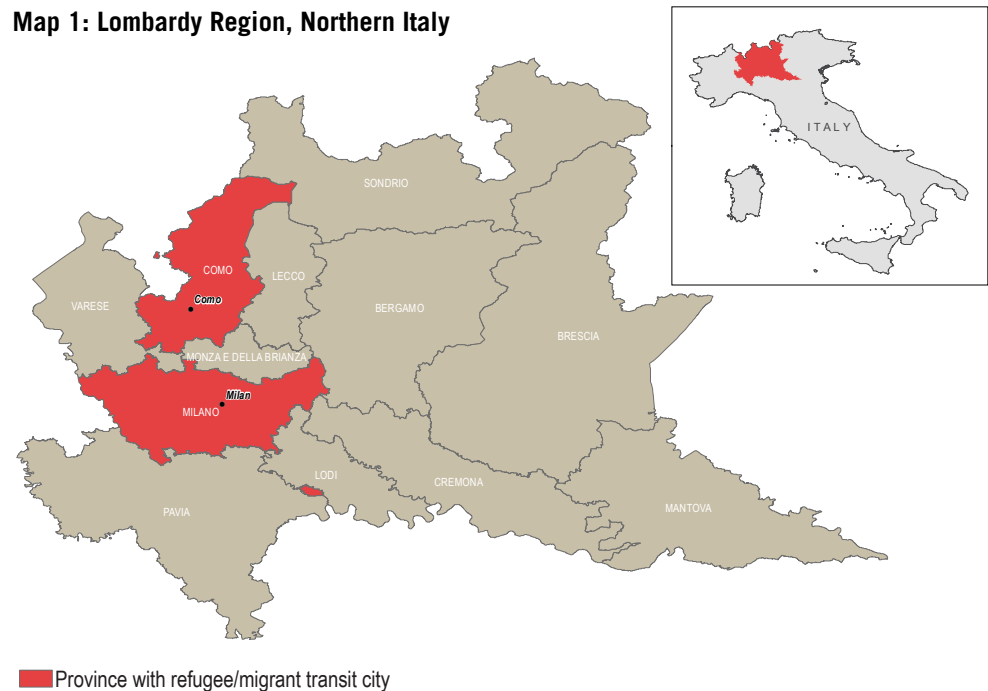 Map 1: Lombardy Region, Northern Italy
ITALY
SONDRIO
COMO
LECCO
Como
VARESE
BERGAMO
BRESCIA
MONZA E DELLA BRIANZA
Milan
MILANO
LODI
CREMONA
PAVIA
MANTOVA
Province with refugee/migrant transit city